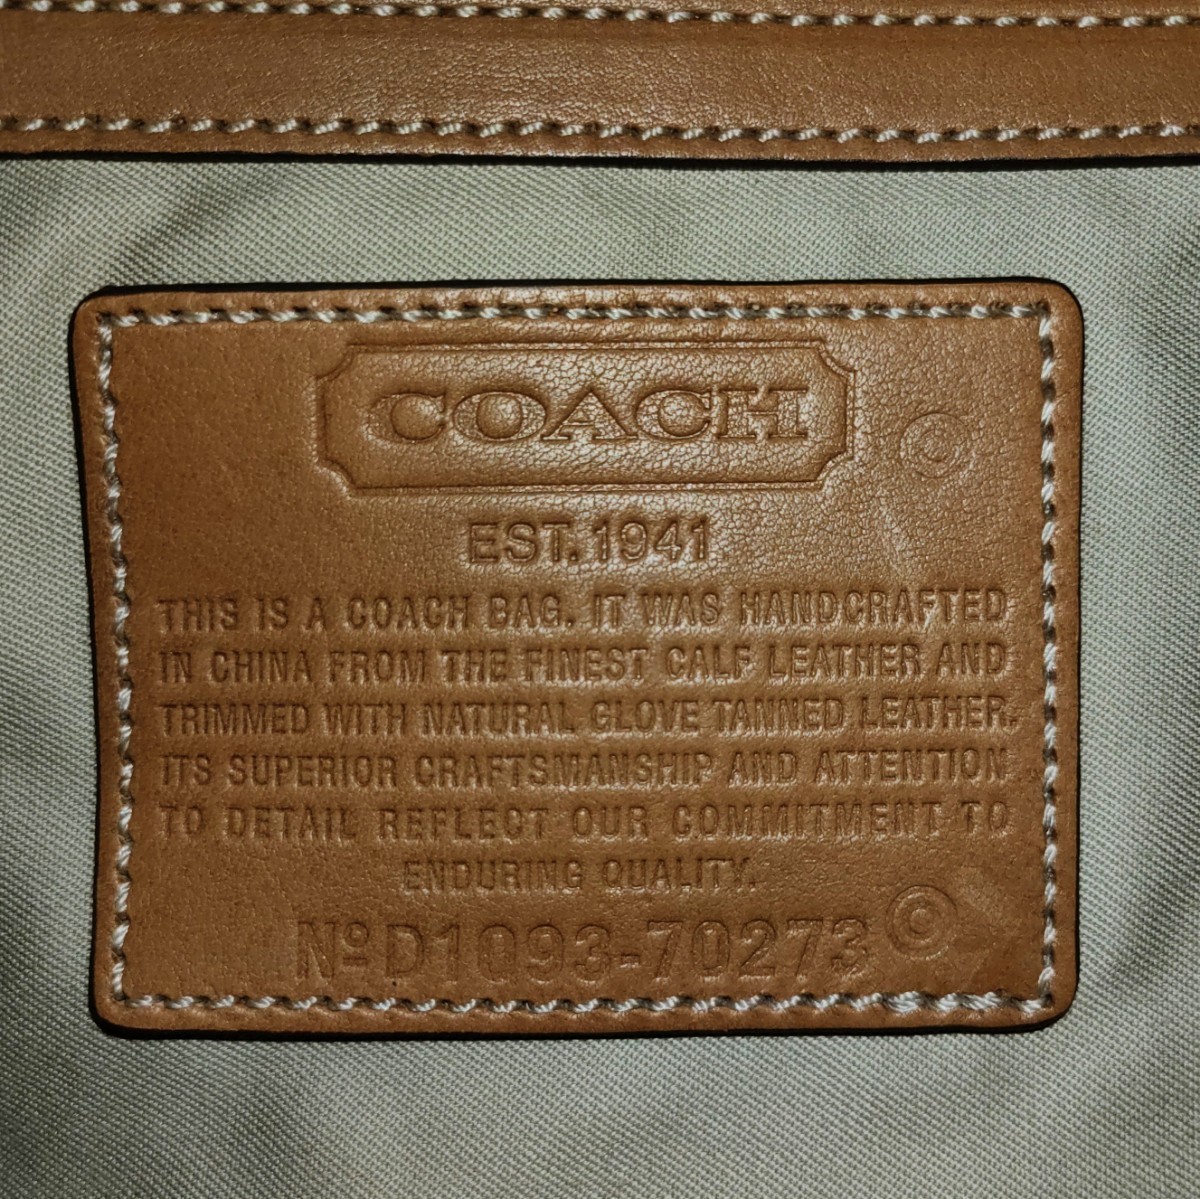 COACH ©
EST. 1941
THIS IS A COACH BAG. IT WAS HANDCRAFTED
IN CHINA FROM THE FINEST CALF LEATHER AND
TRIMMED WITH NATURAL GLOVE TANNED LEATHER.
ITS SUPERIOR CRAFTSMANSHIP AND ATTENTION
TO DETAIL REFLECT OUR COMMITMENT TO
ENDURING QUALITY.
Nº D1093-70273 ©